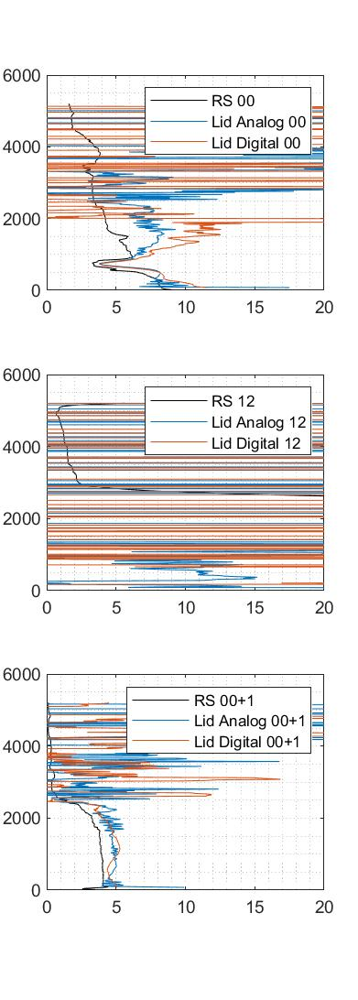 6000
4000
2000
0
RS 00
Lid Analog 00
Lid Digital 00
0 5 10 15 20
6000
4000
2000
0
RS 12
Lid Analog 12
Lid Digital 12
0 5 10 15 20
6000
4000
2000
0
RS 00+1
Lid Analog 00+1
Lid Digital 00+1
0 5 10 15 20